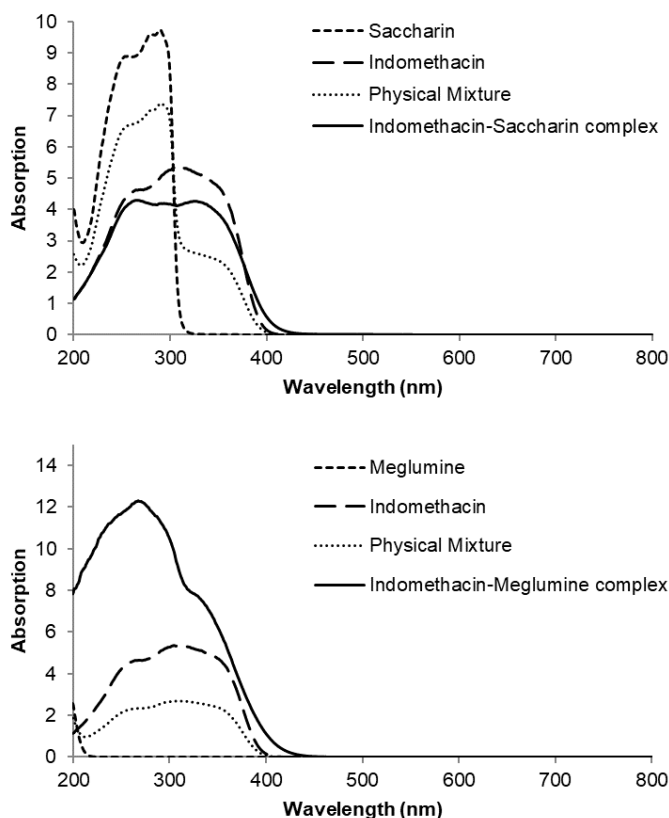 10
9
8
7
6
5
4
3
2
1
0
Absorption
200 300 400 500 600 700 800
Wavelength (nm)
Saccharin
Indomethacin
Physical Mixture
Indomethacin-Saccharin complex
14
12
10
8
6
4
2
0
Absorption
200 300 400 500 600 700 800
Wavelength (nm)
Meglumine
Indomethacin
Physical Mixture
Indomethacin-Meglumine complex